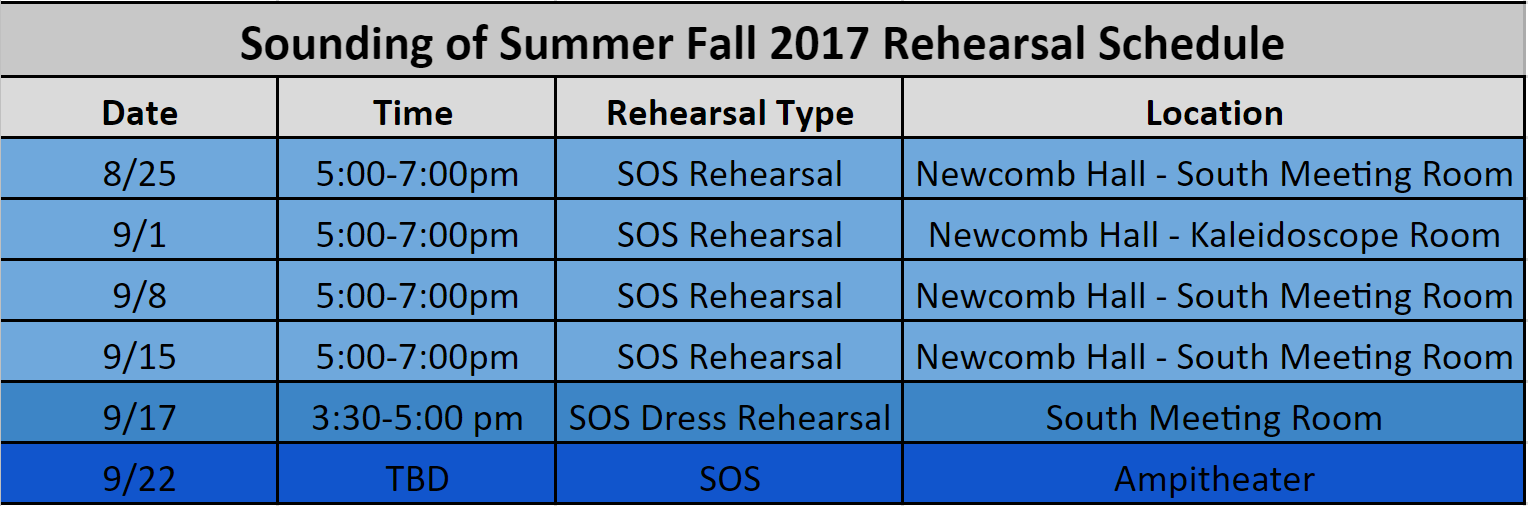 Sounding of Summer Fall 2017 Rehearsal Schedule
Date Time Rehearsal Type Location
8/25 5:00-7:00pm SOS Rehearsal Newcomb Hall - South Meeting Room
9/1 5:00-7:00pm SOS Rehearsal Newcomb Hall - Kaleidoscope Room
9/8 5:00-7:00pm SOS Rehearsal Newcomb Hall - South Meeting Room
9/15 5:00-7:00pm SOS Rehearsal Newcomb Hall - South Meeting Room
9/17 3:30-5:00 pm SOS Dress Rehearsal South Meeting Room
9/22 TBD SOS Ampitheater